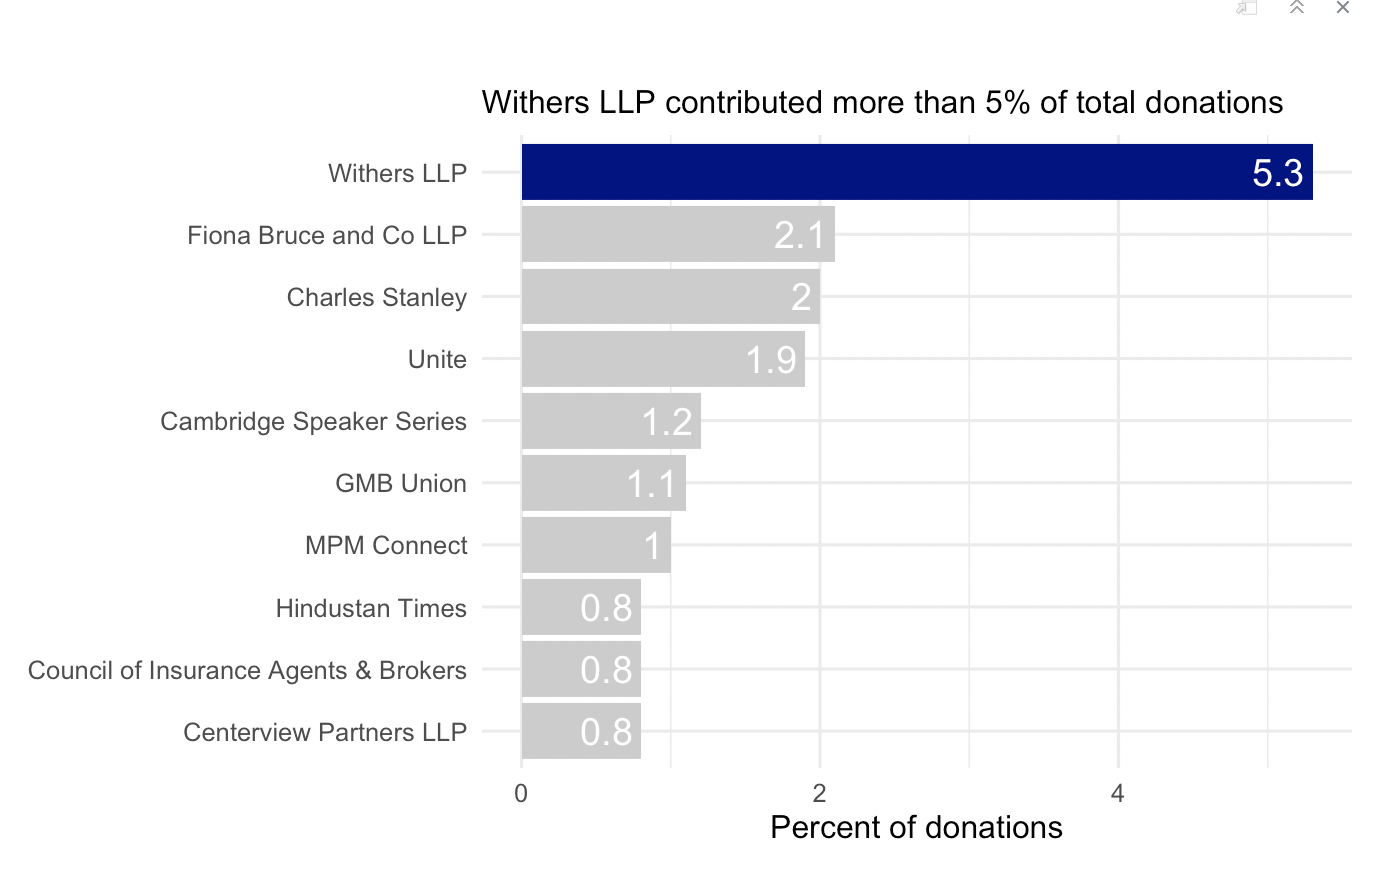 Withers LLP contributed more than 5% of total donations
Withers LLP 5.3
Fiona Bruce and Co LLP 2.1
Charles Stanley 2
Unite 1.9
Cambridge Speaker Series 1.2
GMB Union 1.1
MPM Connect 1
Hindustan Times 0.8
Council of Insurance Agents & Brokers 0.8
Centerview Partners LLP 0.8
0 2 4
Percent of donations